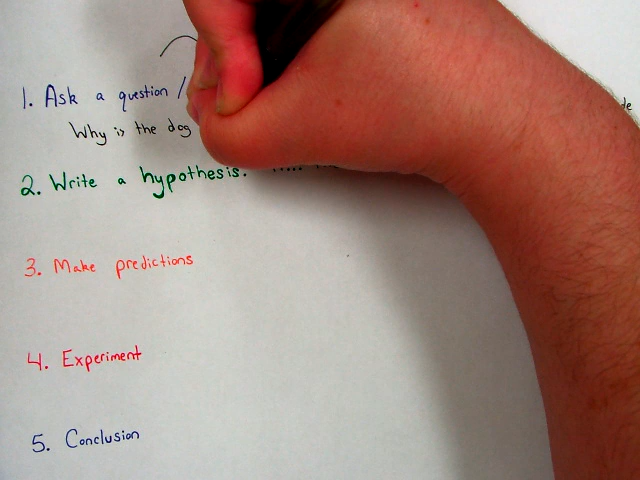 1. Ask a question /
Why is the dog
2. Write a hypothesis.
3. Make predictions
4. Experiment
5. Conclusion